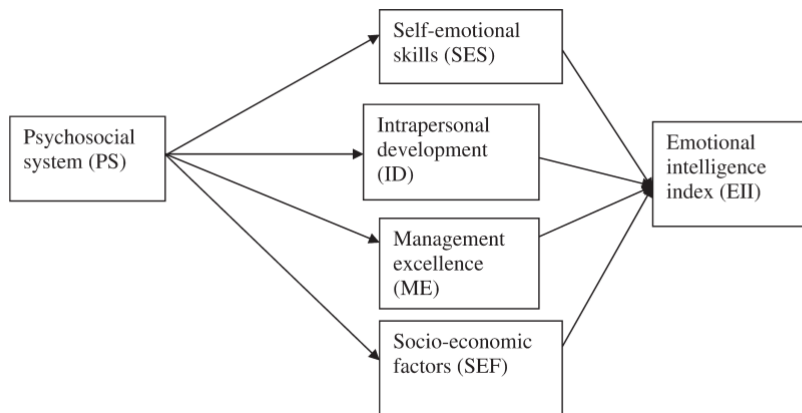 Psychosocial
system (PS)
Self-emotional
skills (SES)
Intrapersonal
development
(ID)
Management
excellence
(ME)
Socio-economic
factors (SEF)
Emotional
intelligence
index (EII)